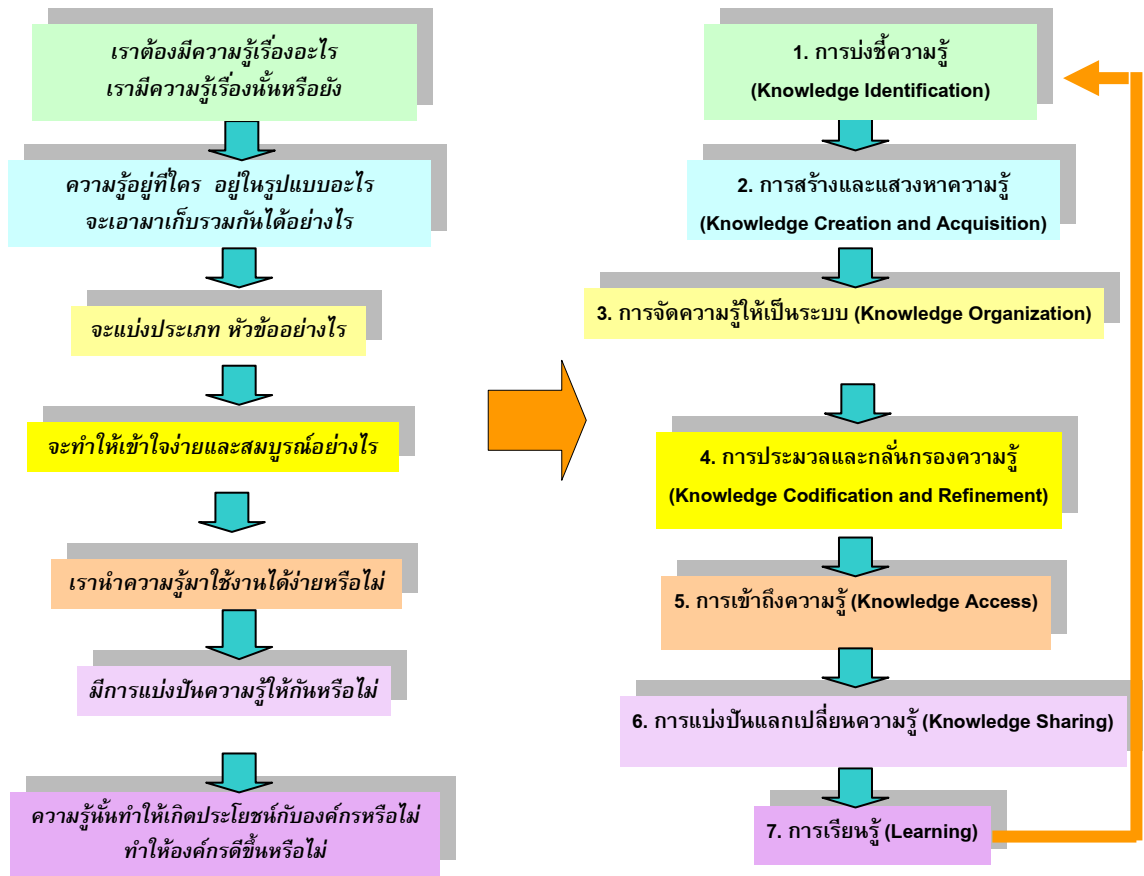 เราต้องมีความรู้เรื่องอะไร
เรามีความรู้เรื่องนั้นหรือยัง
ความรู้อยู่ที่ใคร อยู่ในรูปแบบอะไร
จะเอามาเก็บรวมกันได้อย่างไร
จะแบ่งประเภท หัวข้ออย่างไร
จะทำให้เข้าใจง่ายและสมบูรณ์อย่างไร
เรานำความรู้มาใช้งานได้ง่ายหรือไม่
มีการแบ่งปันความรู้ให้กันหรือไม่
ความรู้นั้นทำให้เกิดประโยชน์กับองค์กรหรือไม่
ทำให้องค์กรดีขึ้นหรือไม่
1. การบ่งชี้ความรู้
(Knowledge Identification)
2. การสร้างและแสวงหาความรู้
(Knowledge Creation and Acquisition)
3. การจัดความรู้ให้เป็นระบบ (Knowledge Organization)
4. การประมวลและกลั่นกรองความรู้
(Knowledge Codification and Refinement)
5. การเข้าถึงความรู้ (Knowledge Access)
6. การแบ่งปันแลกเปลี่ยนความรู้ (Knowledge Sharing)
7. การเรียนรู้ (Learning)